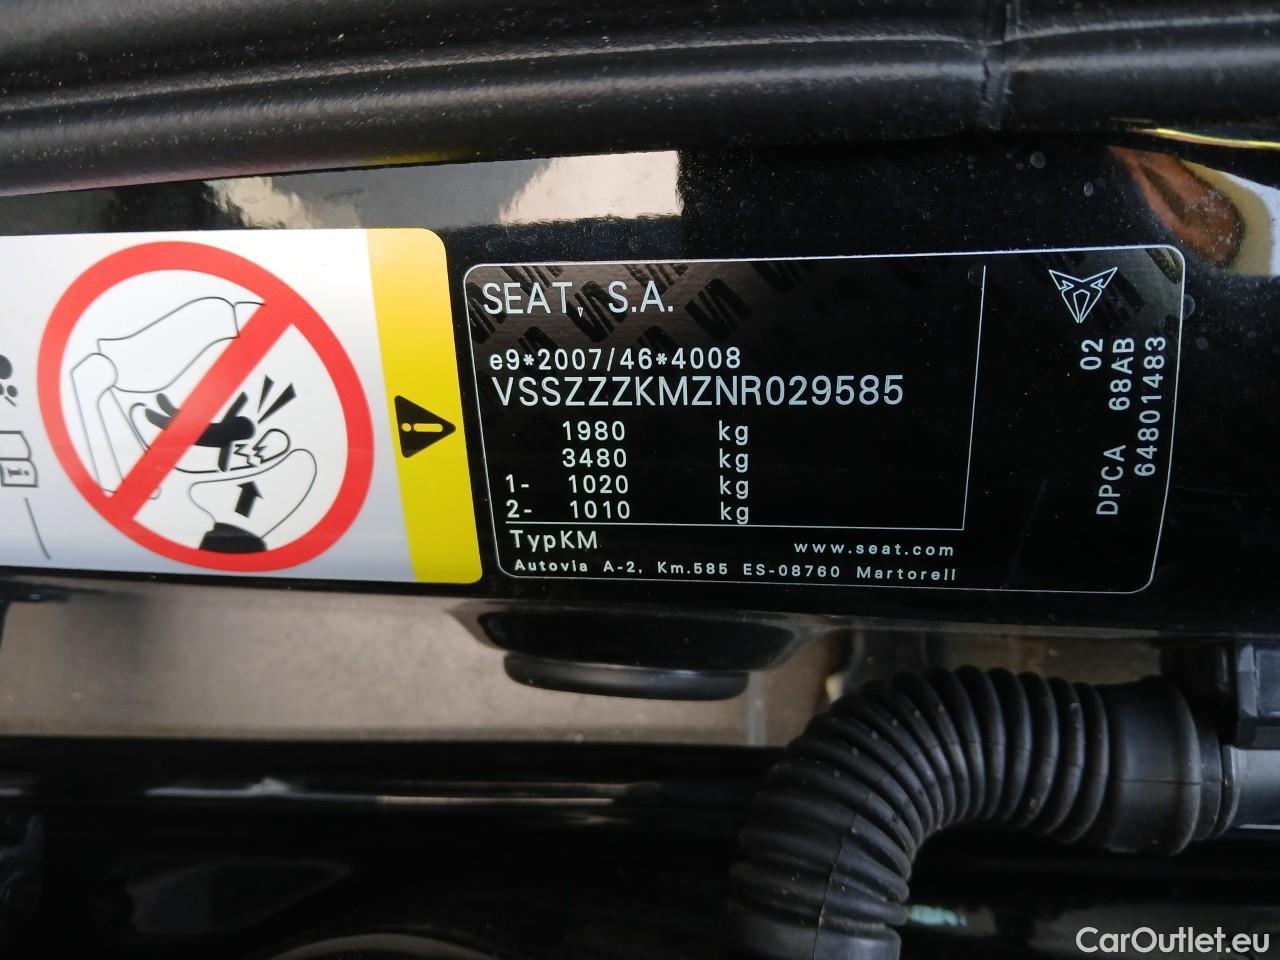 SEAT, S.A.
e9*2007/46*4008
VSSZZZKMZNR029585
1980 kg
3480 kg
1- 1020 kg
2- 1010 kg
TypKM
www.seat.com
Autovia A-2, Km.585 ES-08760 Martorell
02
DPCA 68AB
64801483
CarOutlet.eu